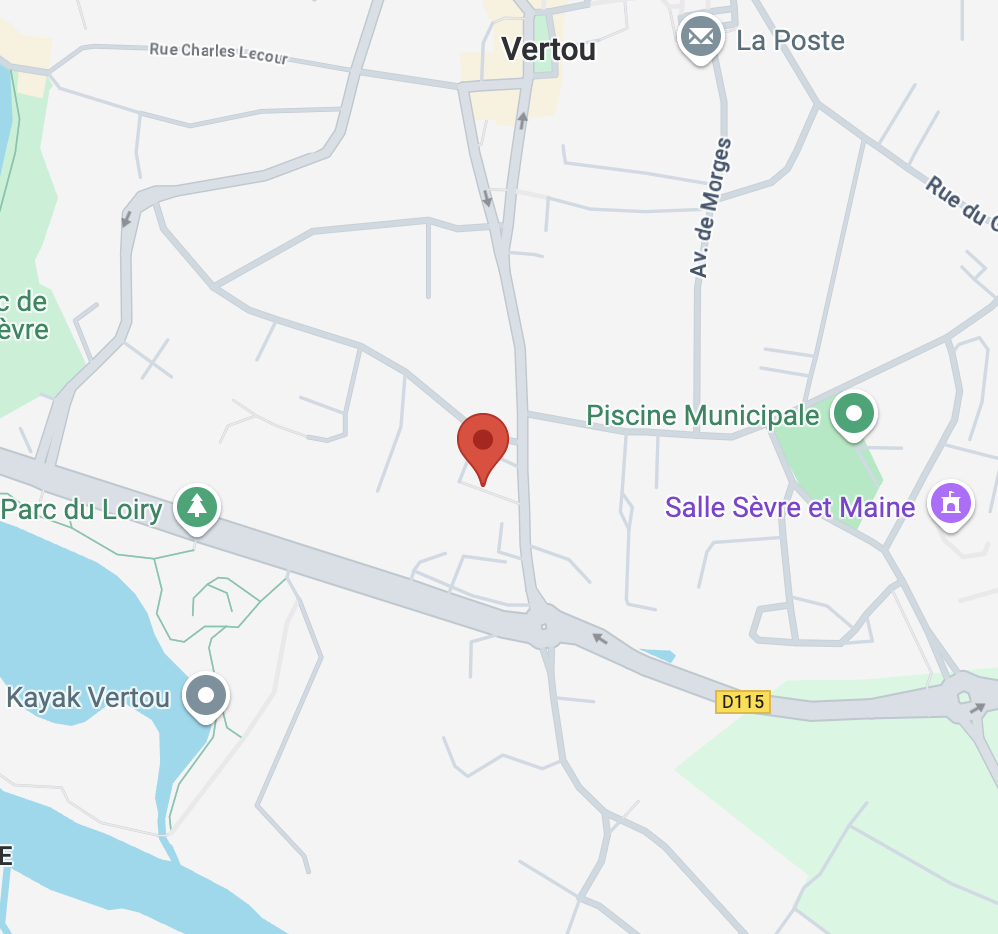 Vertou
La Poste
Rue Charles Lecour
Av. de Morges
Rue du G
c de
èvre
Piscine Municipale
Parc du Loiry
Salle Sèvre et Maine
Kayak Vertou
D115
E